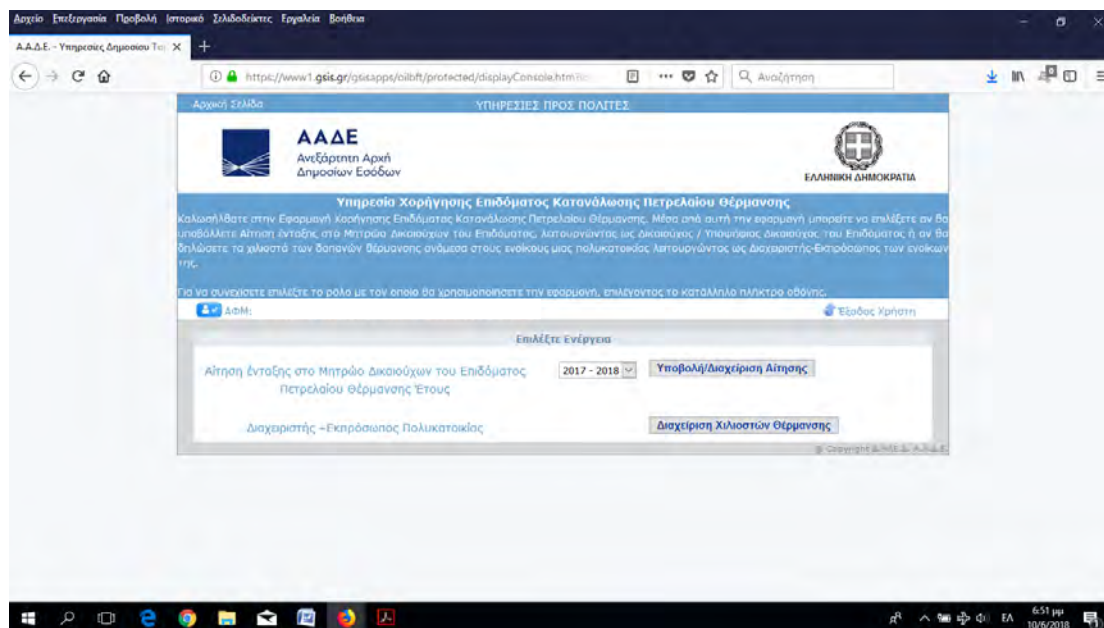 Αρχείο Επεξεργασία Προβολή Ιστορικό Σελιδοδείκτες Εργαλεία Βοήθεια
Α.Α.Δ.Ε. - Υπηρεσίες Δημοσίου
https://www1.gsis.gr/gsisapps/oilbft/protected/displayConsole.htm
Αναζήτηση
Αρχική Σελίδα ΥΠΗΡΕΣΙΕΣ ΠΡΟΣ ΠΟΛΙΤΕΣ
ΑΑΔΕ
Ανεξάρτητη Αρχή
Δημοσίων Εσόδων
ΕΛΛΗΝΙΚΗ ΔΗΜΟΚΡΑΤΙΑ
Υπηρεσία Χορήγησης Επιδόματος Κατανάλωσης Πετρελαίου Θέρμανσης
Καλωσήλθατε στην Εφαρμογή Χορήγησης Επιδόματος Κατανάλωσης Πετρελαίου Θέρμανσης. Μέσα από αυτή την εφαρμογή μπορείτε να επιλέξετε αν θα
υποβάλλετε Αίτηση ένταξης στο Μητρώο Δικαιούχων του Επιδόματος, λειτουργώντας ως Δικαιούχος / Υποψήφιος Δικαιούχος του Επιδόματος ή αν θα
δηλώσετε τα χιλιοστά των δαπανών θέρμανσης ανάμεσα στους ενοίκους μιας πολυκατοικίας λειτουργώντας ως Διαχειριστής-Εκπρόσωπος των ενοίκων
της.
Για να συνεχίσετε επιλέξτε το ρόλο με τον οποίο θα χρησιμοποιήσετε την εφαρμογή, επιλέγοντας το κατάλληλο πλήκτρο οθόνης.
ΑΦΜ: Έξοδος Χρήστη
Επιλέξτε Ενέργεια
Αίτηση ένταξης στο Μητρώο Δικαιούχων του Επιδόματος 2017 - 2018 Υποβολή/Διαχείριση Αίτησης
Πετρελαίου Θέρμανσης Έτους
Διαχειριστής –Εκπρόσωπος Πολυκατοικίας Διαχείριση Χιλιοστών Θέρμανσης
@ Copyright
6:51 μμ
ΕΛ
10/6/2018